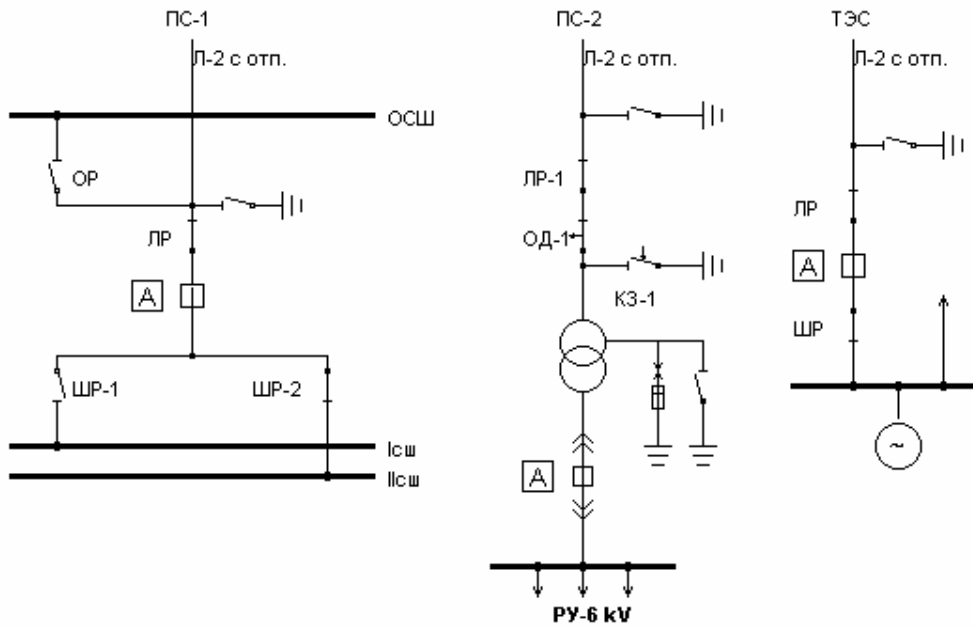 ПС-1
Л-2 с отп.
ОСШ
ОР
ЛР
А
ШР-1
ШР-2
Iсш
IIсш
ПС-2
Л-2 с отп.
ЛР-1
ОД-1
КЗ-1
А
РУ-6 kV
ТЭС
Л-2 с отп.
ЛР
А
ШР
~